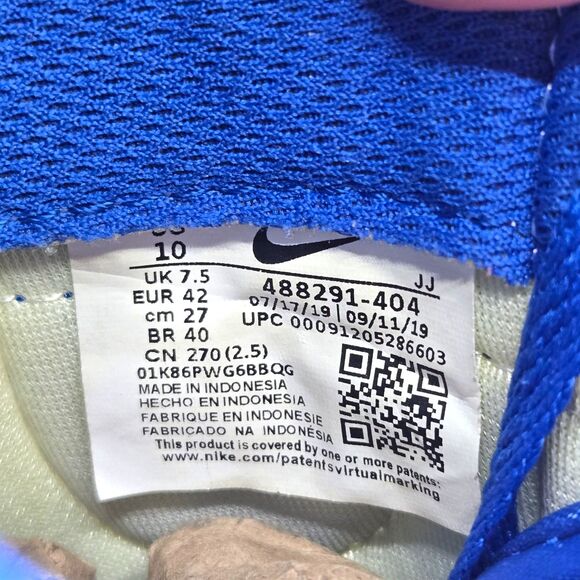 10
UK 7.5
EUR 42
cm 27
BR 40
CN 270 (2.5)
01K86PWG6BBQG
MADE IN INDONESIA
HECHO EN INDONESIA
FABRIQUE EN INDONESIE
FABRICADO NA INDONÉSIA
This product is covered by one or more patents:
www.nike.com/patentsvirtualmarking
JJ
488291-404
07/17/19 | 09/11/19
UPC 00091205286603